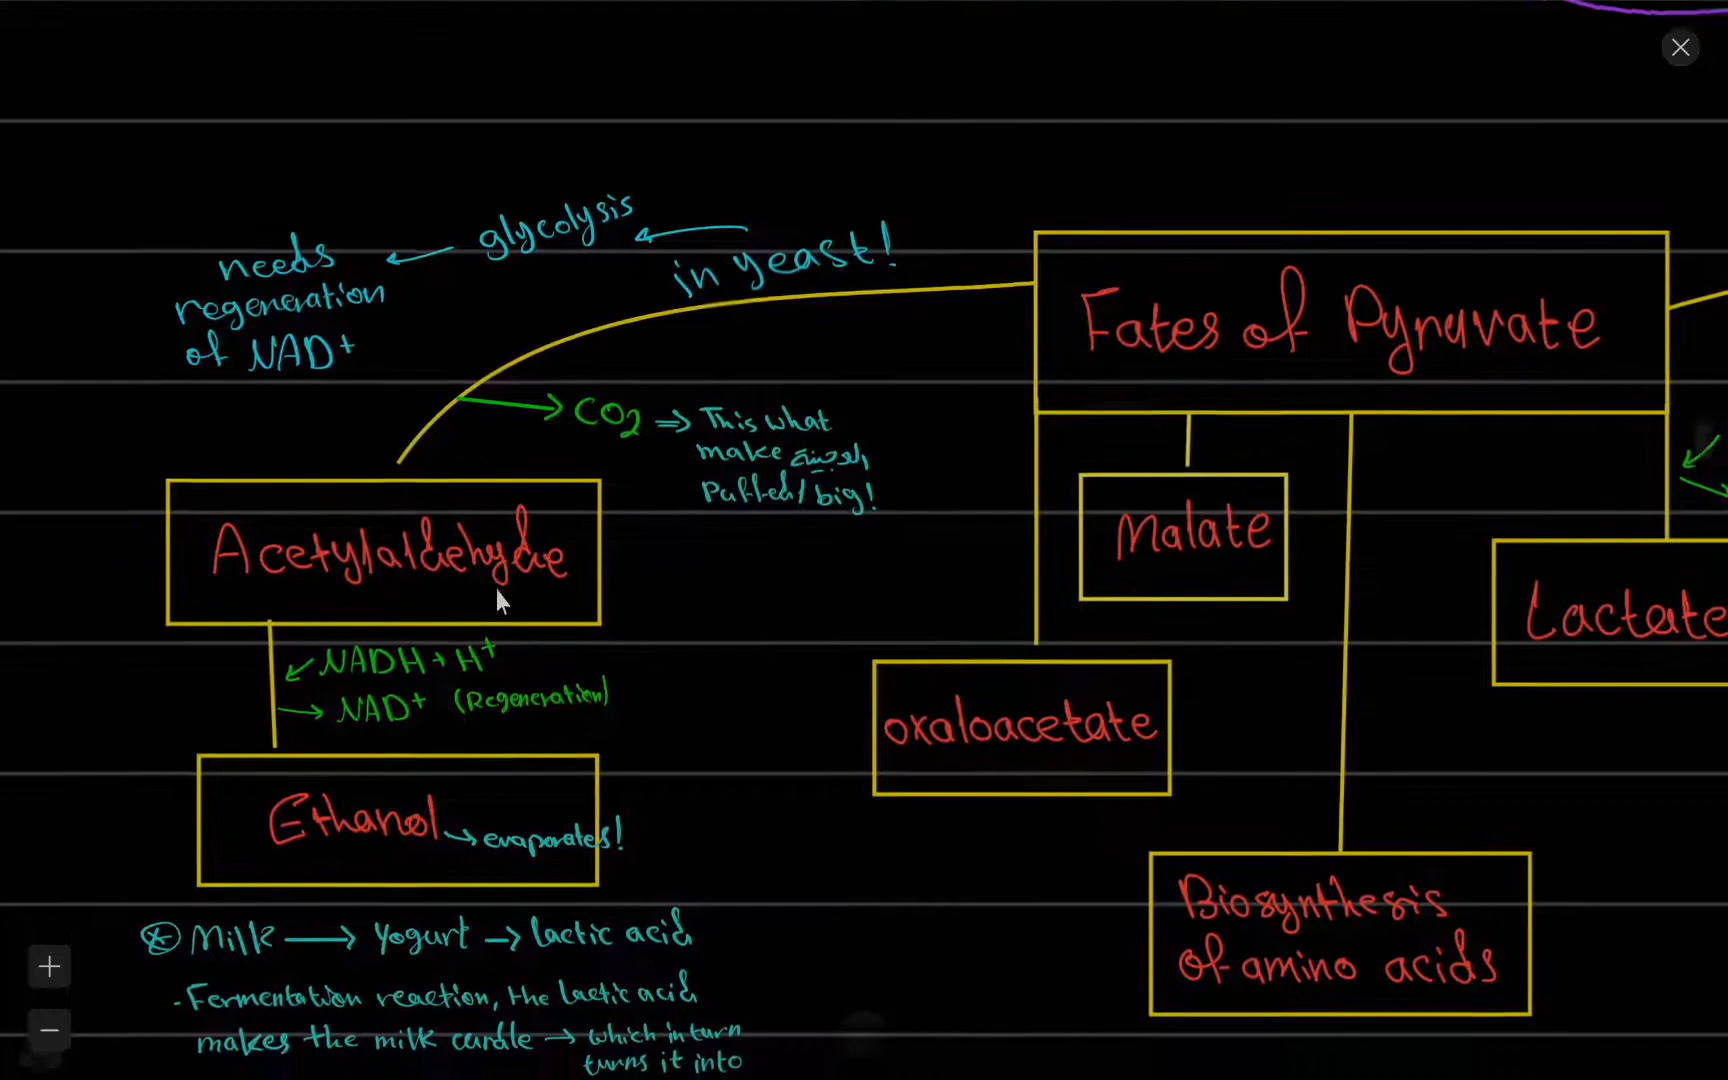 glycolysis
in yeast!
needs
regeneration
of NAD+
Fates of Pyruvate
CO2 ⇒ This what
make العجينة
Puffed/big!
Acetylaldehyde
Malate
Lactate
NADH + H+
NAD+ (Regeneration)
oxaloacetate
Ethanol → evaporates!
Biosynthesis
of amino acids
* Milk → Yogurt → lactic acid
- Fermentation reaction, the lactic acid
makes the milk curdle → which in turn
turns it into